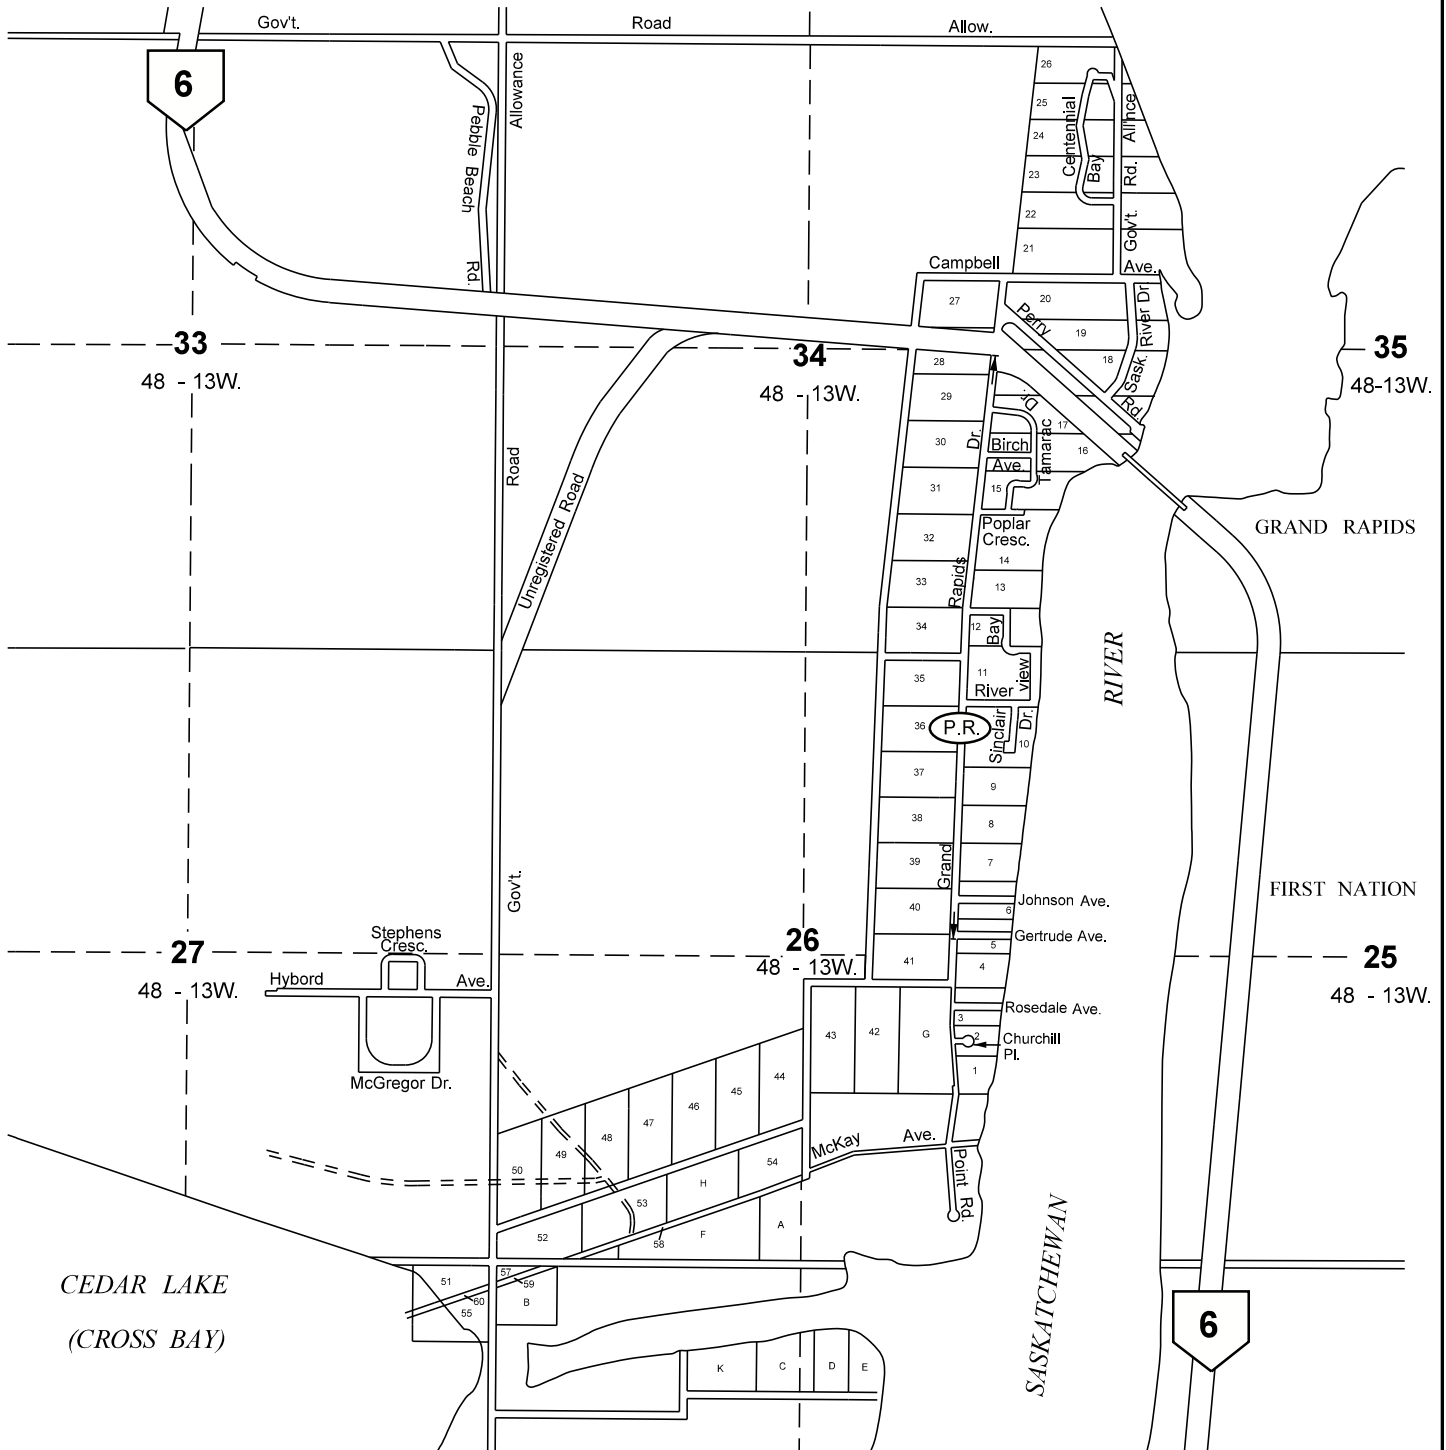 Gov't. Road Allow.
6
Allowance
Pebble Beach Rd.
26
25
24
23
22
21
Centennial
Bay
Gov't. Rd. All'nce
Campbell Ave.
27
20
19
18
Perry
Rd.
Sask. River Dr.
33
48 - 13W.
34
48 - 13W.
35
48-13W.
28
29
30
31
32
33
34
35
36
37
38
39
40
41
Dr.
Dr.
17
16
Birch
Ave.
Tamarac
15
Poplar
Cresc.
14
13
Rapids
12
Bay
11
River
view
P.R.
Sinclair
Dr.
10
9
8
7
Grand
Johnson Ave.
6
Gertrude Ave.
5
4
Rosedale Ave.
3
2
Churchill
Pl.
1
Road
Unregistered Road
Gov't.
GRAND RAPIDS
RIVER
FIRST NATION
27
48 - 13W.
26
48 - 13W.
25
48 - 13W.
Stephens
Cresc.
Hybord Ave.
McGregor Dr.
43
42
G
44
45
46
47
48
49
50
McKay Ave.
Point Rd.
54
H
53
52
58
F
A
CEDAR LAKE
(CROSS BAY)
51
57
59
60
55
B
K
C
D
E
SASKATCHEWAN
6